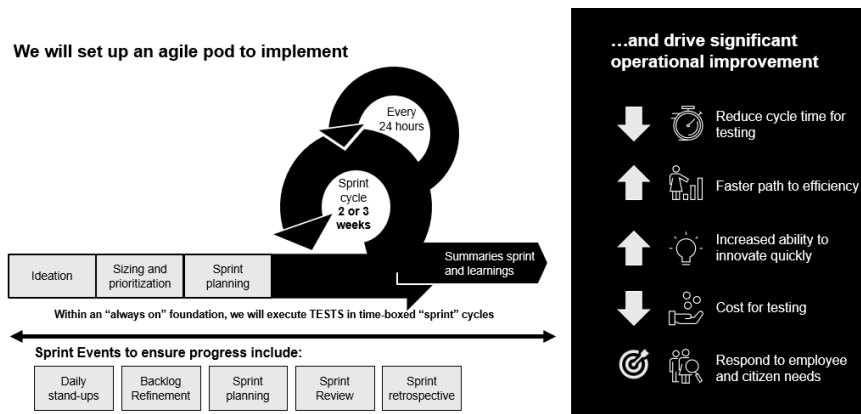 We will set up an agile pod to implement
Every
24 hours
Sprint
cycle
2 or 3
weeks
Ideation
Sizing and
prioritization
Sprint
planning
Summaries sprint
and learnings
Within an “always on” foundation, we will execute TESTS in time-boxed “sprint” cycles
Sprint Events to ensure progress include:
Daily
stand-ups
Backlog
Refinement
Sprint
planning
Sprint
Review
Sprint
retrospective
...and drive significant
operational improvement
Reduce cycle time for
testing
Faster path to efficiency
Increased ability to
innovate quickly
Cost for testing
Respond to employee
and citizen needs